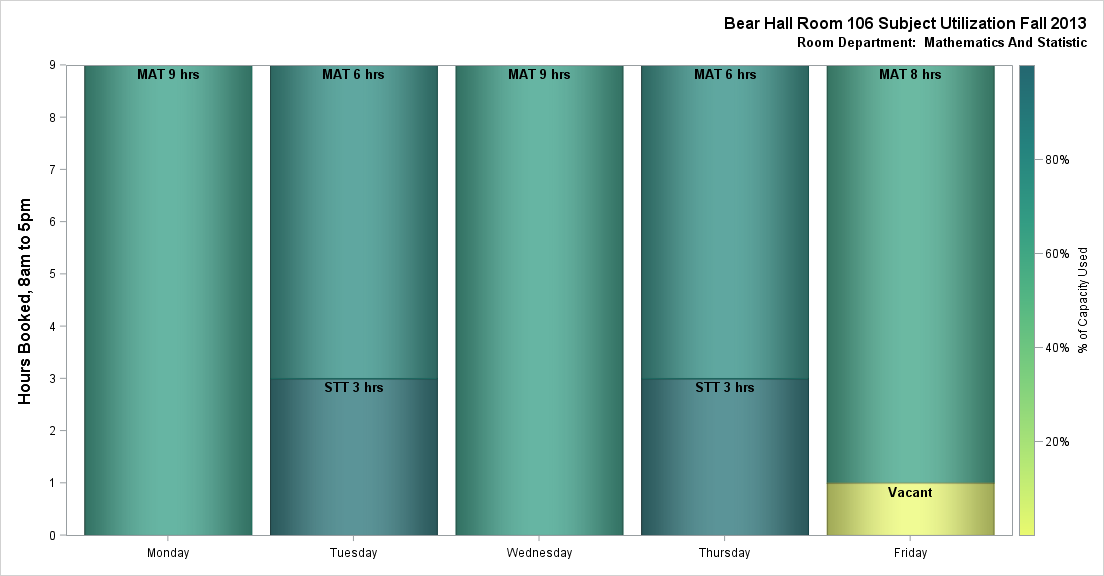 Bear Hall Room 106 Subject Utilization Fall 2013
Room Department:  Mathematics And Statistic
Hours Booked, 8am to 5pm
9
8
7
6
5
4
3
2
1
0
MAT 9 hrs
MAT 6 hrs
MAT 9 hrs
MAT 6 hrs
MAT 8 hrs
STT 3 hrs
STT 3 hrs
Vacant
Monday
Tuesday
Wednesday
Thursday
Friday
80%
60%
40%
20%
% of Capacity Used